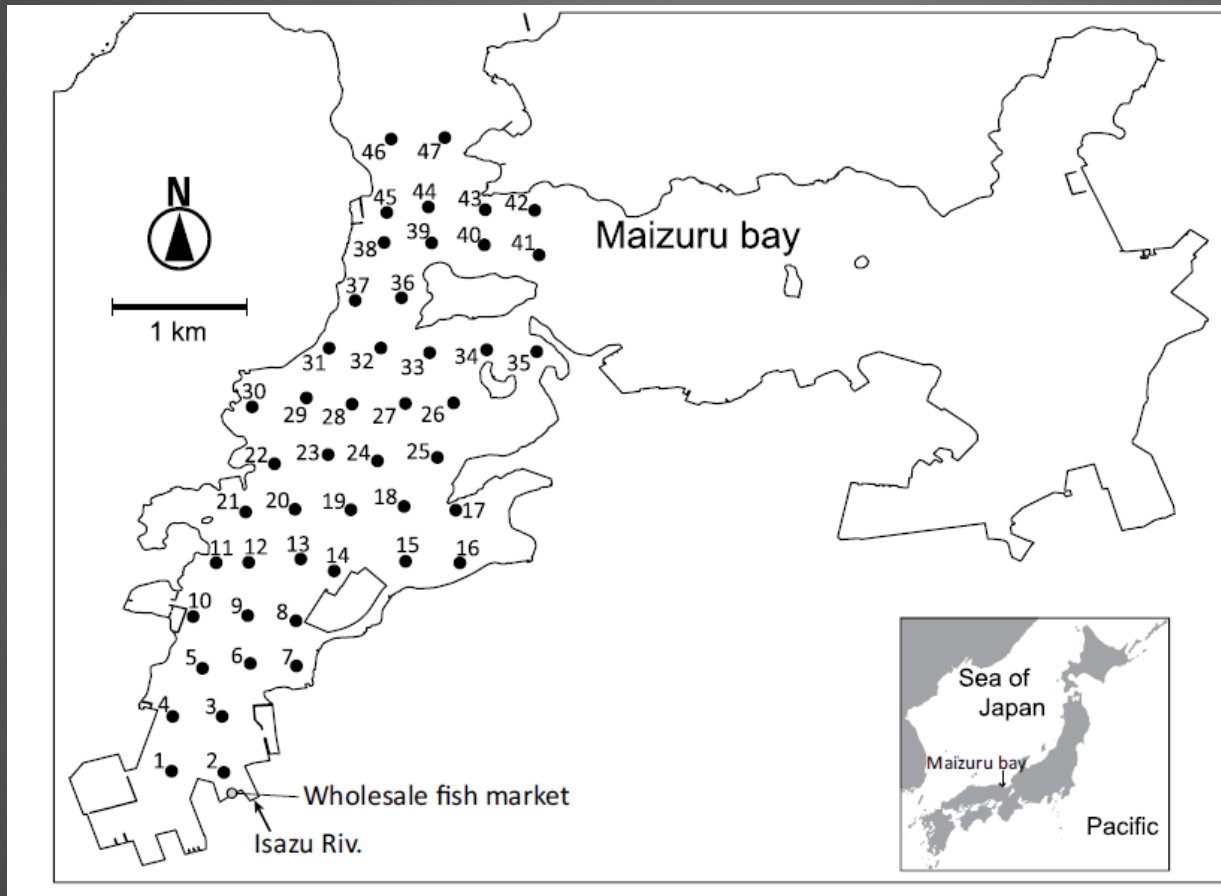 46 47
N
45 44 43 42
38 39 40 41
Maizuru bay
37 36
1 km
31 32 33 34 35
30 29 28 27 26
22 23 24 25
21 20 19 18 17
11 12 13 14 15 16
10 9 8
5 6 7
4 3
1 2
Wholesale fish market
Isazu Riv.
Sea of
Japan
Maizuru bay
Pacific